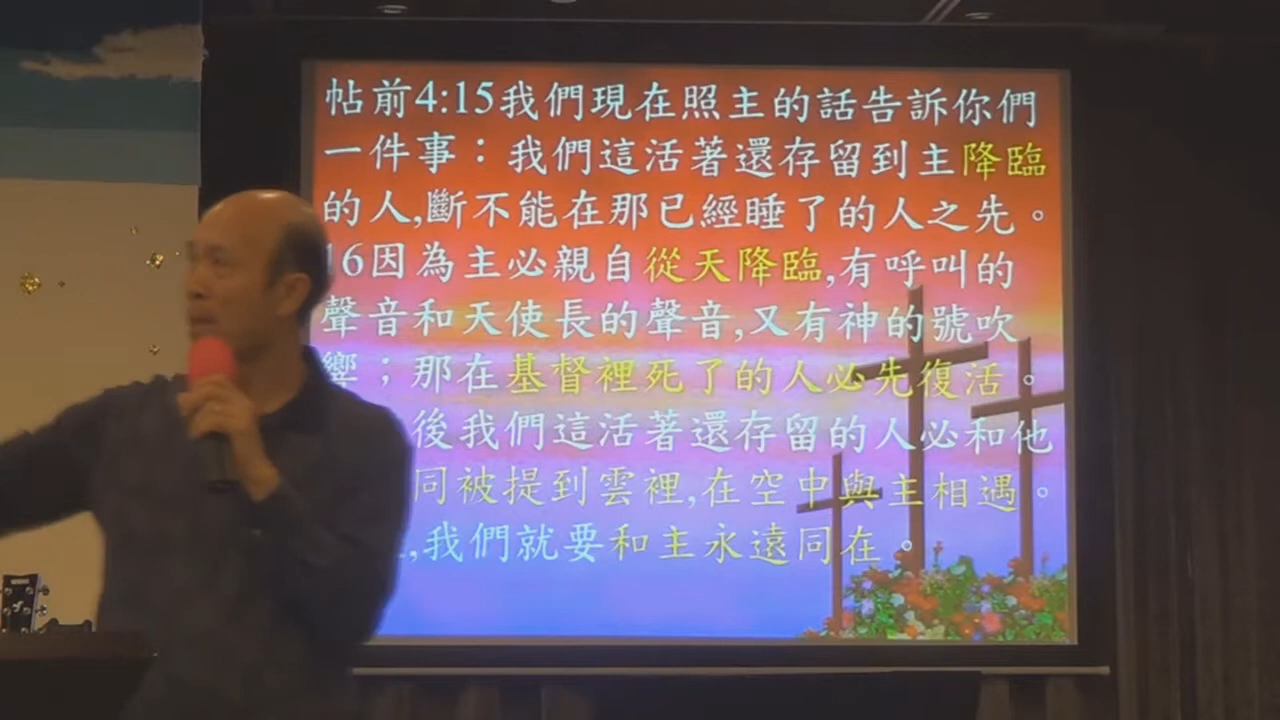 帖前4:15我們現在照主的話告訴你們
一件事：我們這活著還存留到主降臨
的人,斷不能在那已經睡了的人之先。
16因為主必親自從天降臨,有呼叫的
聲音和天使長的聲音,又有神的號吹
響；那在基督裡死了的人必先復活。
後我們這活著還存留的人必和他
同被提到雲裡,在空中與主相遇。
,我們就要和主永遠同在。